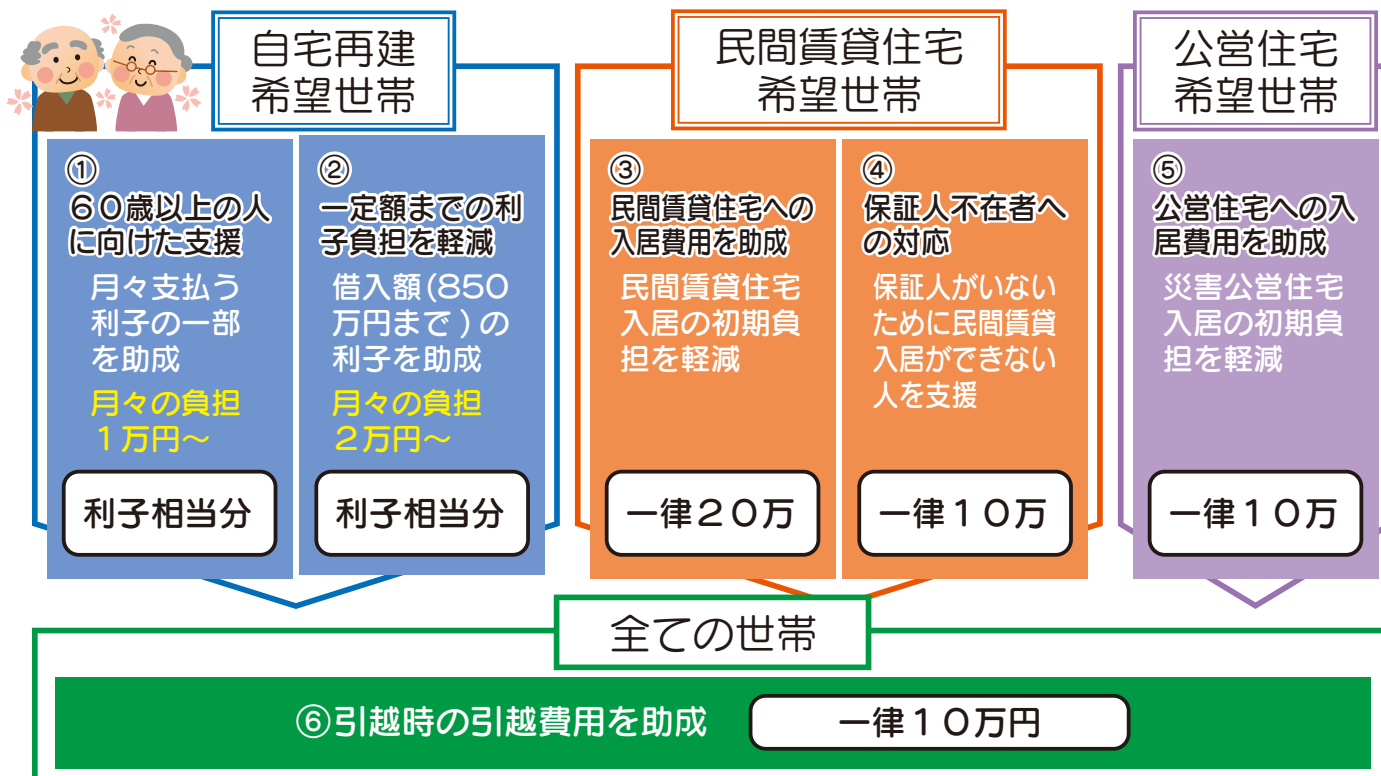 自宅再建
希望世帯
①
６０歳以上の人
に向けた支援
月々支払う
利子の一部
を助成
月々の負担
１万円～
利子相当分
②
一定額までの利
子負担を軽減
借入額(850
万円まで)の
利子を助成
月々の負担
２万円～
利子相当分
民間賃貸住宅
希望世帯
③
民間賃貸住宅への
入居費用を助成
民間賃貸住宅
入居の初期負
担を軽減
一律２０万
④
保証人不在者へ
の対応
保証人がいない
ために民間賃貸
入居ができない
人を支援
一律１０万
公営住宅
希望世帯
⑤
公営住宅への入
居費用を助成
災害公営住宅
入居の初期負
担を軽減
一律１０万
全ての世帯
⑥引越時の引越費用を助成 一律１０万円